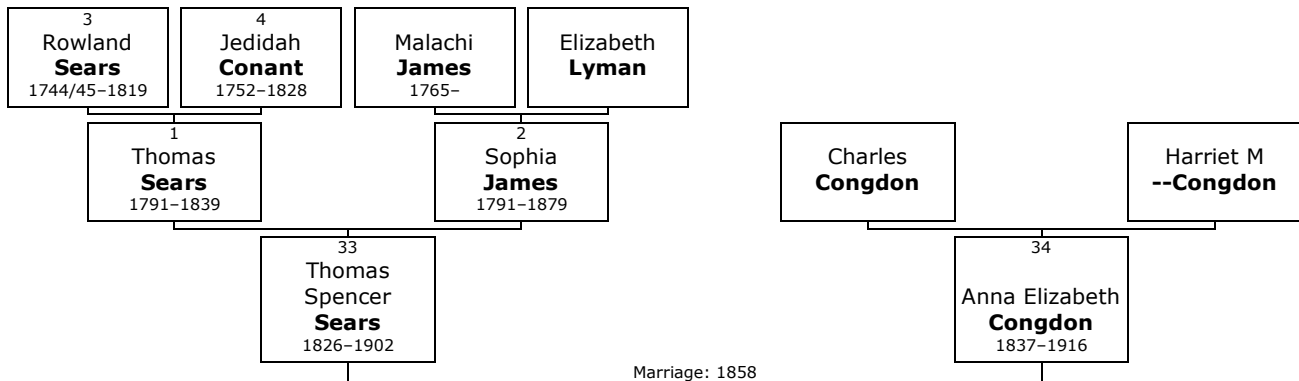 3
Rowland
Sears
1744/45–1819
4
Jedidah
Conant
1752–1828
Malachi
James
1765–
Elizabeth
Lyman
1
Thomas
Sears
1791–1839
2
Sophia
James
1791–1879
Charles
Congdon
Harriet M
--Congdon
33
Thomas
Spencer
Sears
1826–1902
34
Anna Elizabeth
Congdon
1837–1916
Marriage: 1858